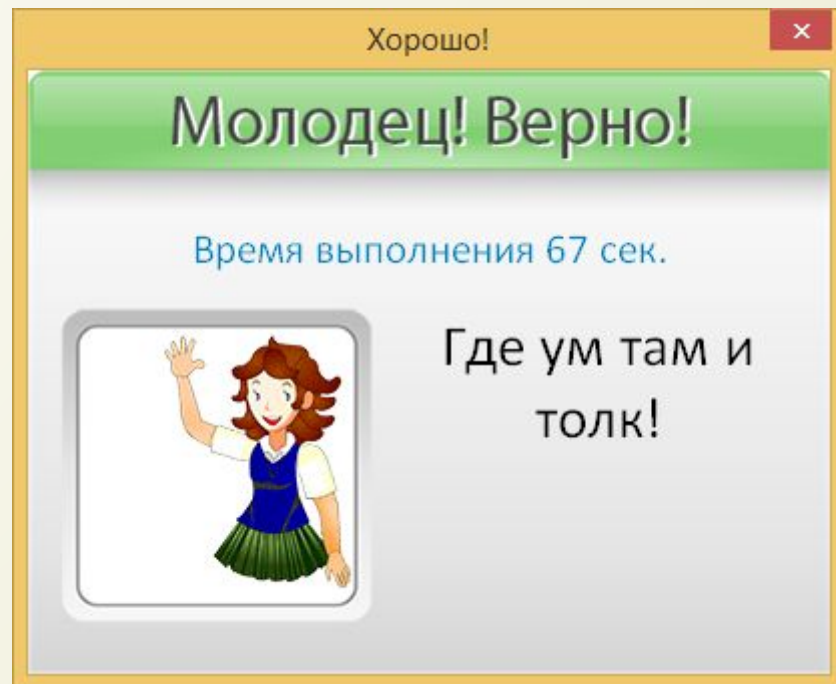 Хорошо!
Молодец! Верно!
Время выполнения 67 сек.
Где ум там и
толк!